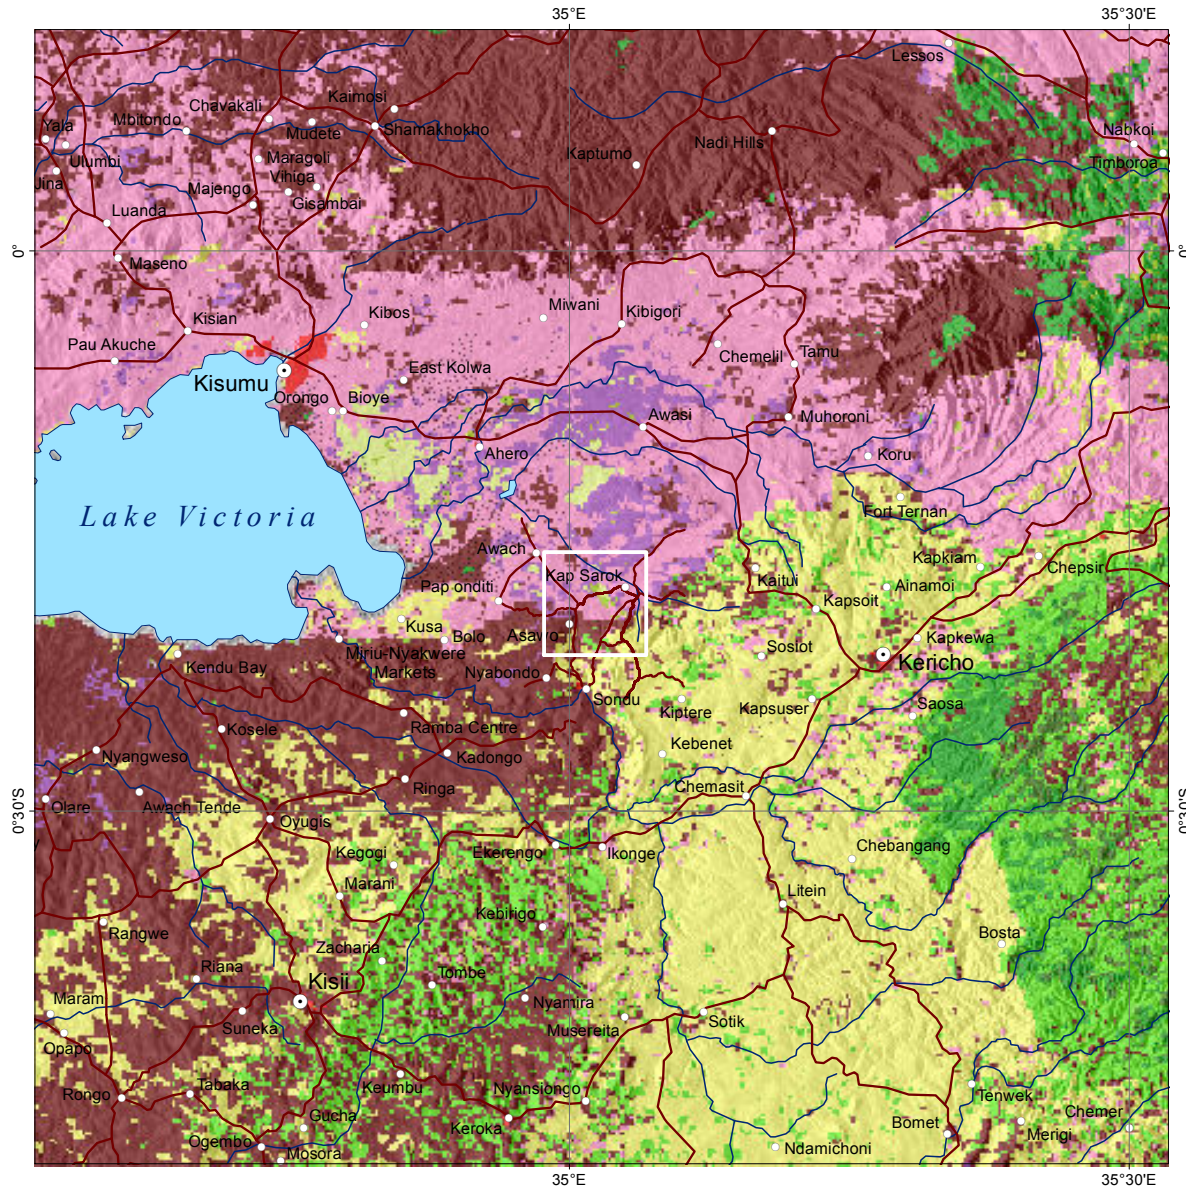 35°E
35°30'E
Lessos
Kaimosi
Chavakali
Mbitondo
Yala
Mudete
Shamakhokho
Nabkoi
Nadi Hills
Ulumbi
Maragoli
Kaptumo
Timboroa
Jina
Vihiga
Majengo
Gisambai
Luanda
0°
0°
Maseno
Miwani
Kibos
Kibigori
Kisian
Pau Akuche
Chemelil
Tamu
East Kolwa
Kisumu
Orongo
Bioye
Awasi
Muhoroni
Ahero
Koru
Lake Victoria
Fort Ternan
Awach
Kapkiam
Chepsir
Kap Sarok
Kaitui
Pap onditi
Ainamoi
Kapsoit
Kusa
Asawo
Bolo
Kapkewa
Miriu-Nyakwere
Markets
Soslot
Kericho
Kendu Bay
Nyabondo
Sondu
Kiptere
Kapsuser
Saosa
Kosele
Ramba Centre
Kebenet
Nyangweso
Kadongo
Ringa
Chemasit
Olare
Awach Tende
0°30'S
0°30'S
Oyugis
Kegogi
Ekerengo
Ikonge
Chebangang
Marani
Litein
Kebirigo
Rangwe
Bosta
Zacharia
Riana
Tombe
Kisii
Maram
Nyamira
Suneka
Musereita
Sotik
Opapo
Rongo
Tabaka
Keumbu
Nyansiongo
Tenwek
Gucha
Chemer
Keroka
Bomet
Merigi
Ogembo
Mosora
Ndamichoni
35°E
35°30'E